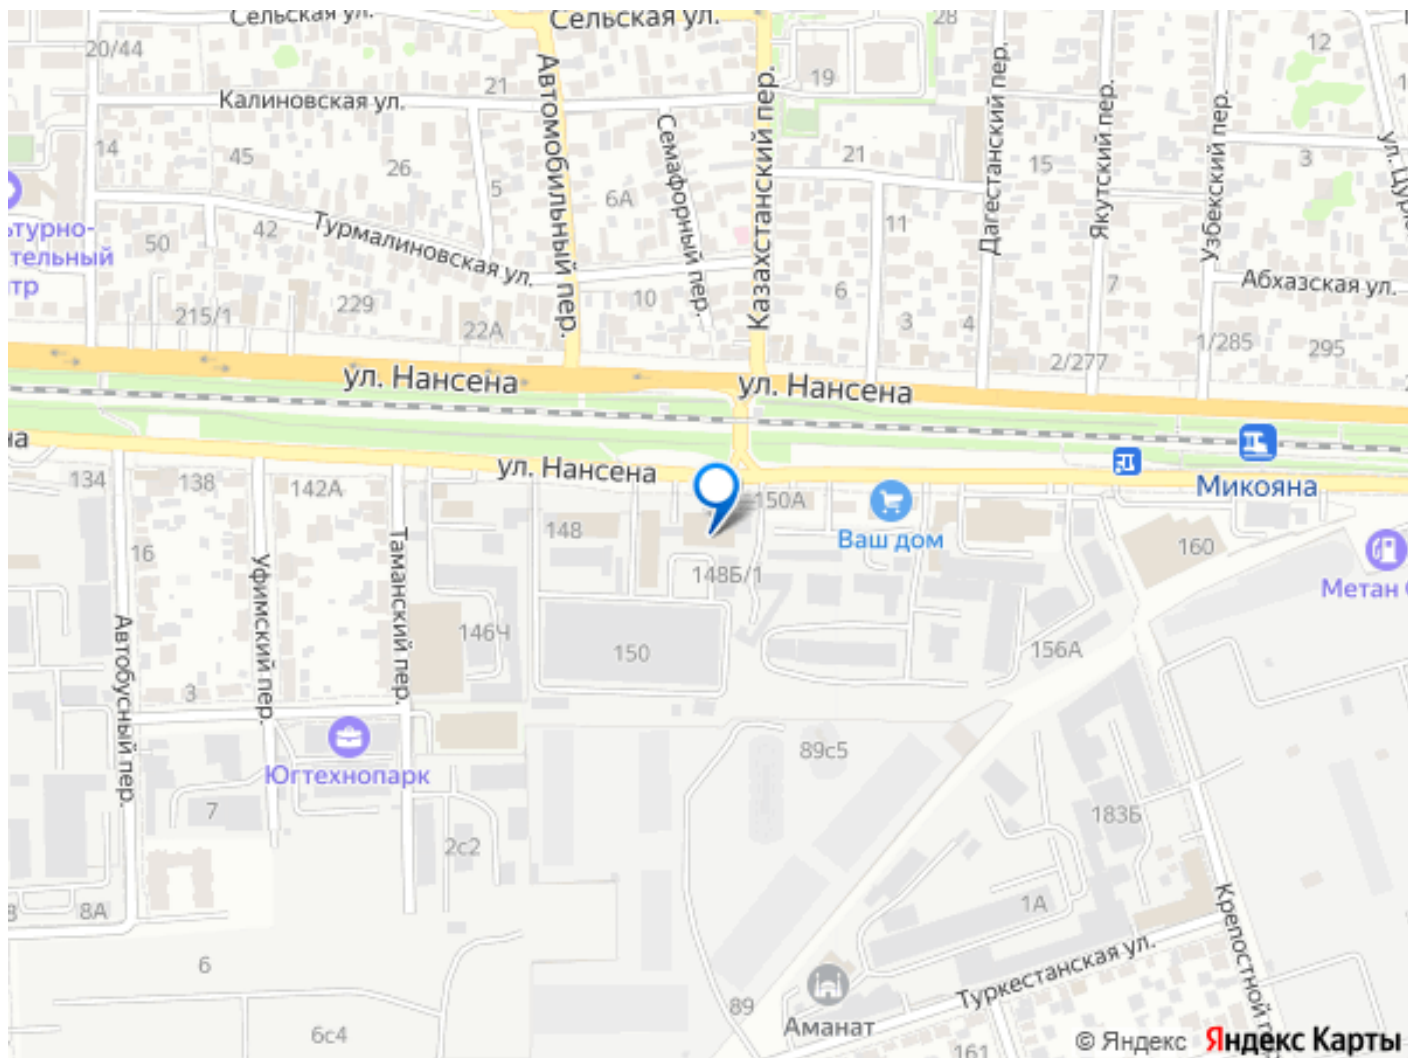 Сельская ул.
Сельская ул.
28
20/44
12
Автомобильный пер.
Казахстанский пер.
19
21
Калиновская ул.
Дагестанский пер.
Якутский пер.
Узбекский пер.
Семафорный пер.
14
45
26
21
15
3
5
6А
Турмалиновская ул.
11
50
42
7
Абхазская ул.
10
6
215/1
229
22А
3
4
2/277
1/285
295
ул. Нансена
ул. Нансена
ул. Нансена
Микояна
134
138
142А
150А
Ваш дом
148
16
Уфимский пер.
Таманский пер.
148Б/1
160
Автобусный пер.
146Ч
150
156А
3
Югтехнопарк
89с5
7
183Б
2с2
8А
1А
Крепостной
6
Туркестанская ул.
89
Аманат
6с4
161
© Яндекс
Яндекс Карты
Метан